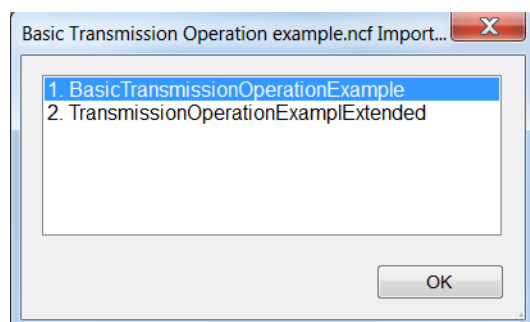 Basic Transmission Operation example.ncf Import...
1. BasicTransmissionOperationExample
2. TransmissionOperationExamplExtended
OK